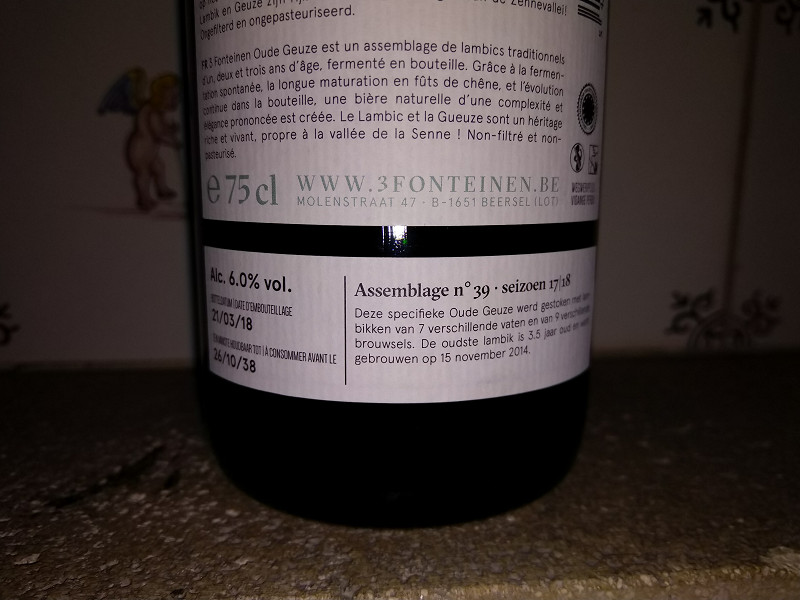 Lambik en Geuze zijn de Zennevallei!
Ongefilterd en ongepasteuriseerd.
FR 3 Fonteinen Oude Geuze est un assemblage de lambics traditionnels
d'un, deux et trois ans d'âge, fermenté en bouteille. Grâce à la fermen-
tation spontanée, la longue maturation en fûts de chêne, et l'évolution
continue dans la bouteille, une bière naturelle d'une complexité et
élégance prononcée est créée. Le Lambic et la Gueuze sont un héritage
riche et vivant, propre à la vallée de la Senne ! Non-filtré et non-
pasteurisé.
e 75 cl
WWW.3FONTEINEN.BE
MOLENSTRAAT 47 · B-1651 BEERSEL (LOT)
Alc. 6.0% vol.
BOTTELDATUM | DATE D'EMBOUTEILLAGE
21/03/18
HOUDBAAR TOT | À CONSOMMER AVANT LE
26/10/38
Assemblage n° 39 · seizoen 17|18
Deze specifieke Oude Geuze werd gestoken met lam-
bikken van 7 verschillende vaten en van 9 verschillende
brouwsels. De oudste lambik is 3.5 jaar oud en werd
gebrouwen op 15 november 2014.